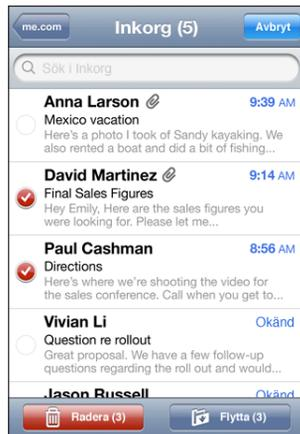 me.com
Inkorg (5)
Avbryt
Sök i Inkorg
Anna Larson
9:39 AM
Mexico vacation
Here's a photo I took of Sandy kayaking. We
also rented a boat and did a bit of fishing...
David Martinez
9:14 AM
Final Sales Figures
Hey Emily, Here are the sales figures you
were looking for. Please let me...
Paul Cashman
8:56 AM
Directions
Here's where we're shooting the video for
the sales conference. Call when you get to...
Vivian Li
Okänd
Question re rollout
Great proposal. We have a few follow-up
questions regarding the roll out and would...
Jason Russell
Okänd
Radera (3)
Flytta (3)